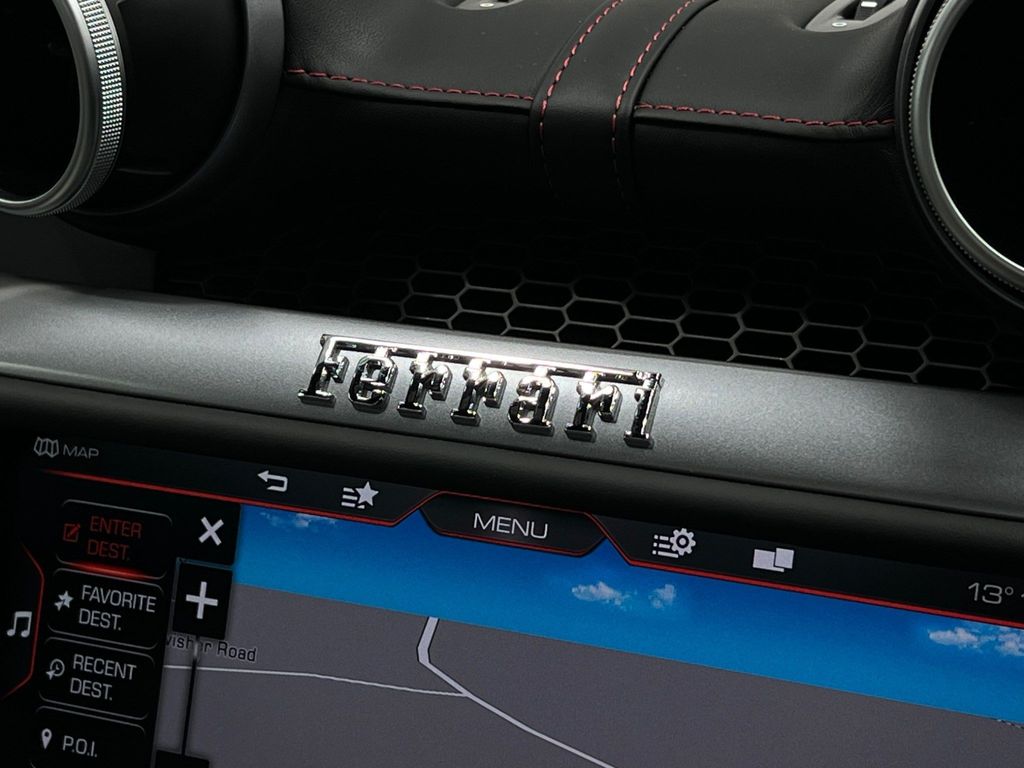 Ferrari
MAP
MENU
13°
ENTER
DEST.
FAVORITE
DEST.
RECENT
DEST.
P.O.I.
Road